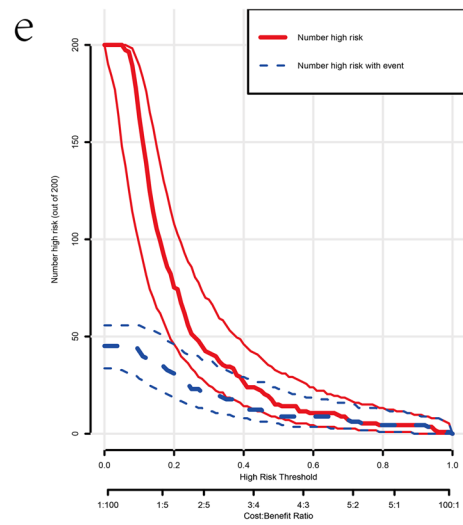 e
Number high risk
Number high risk with event
200
150
100
50
0
Number high risk (out of 200)
0.0 0.2 0.4 0.6 0.8 1.0
High Risk Threshold
1:100 1:5 2:5 3:4 4:3 5:2 5:1 100:1
Cost:Benefit Ratio